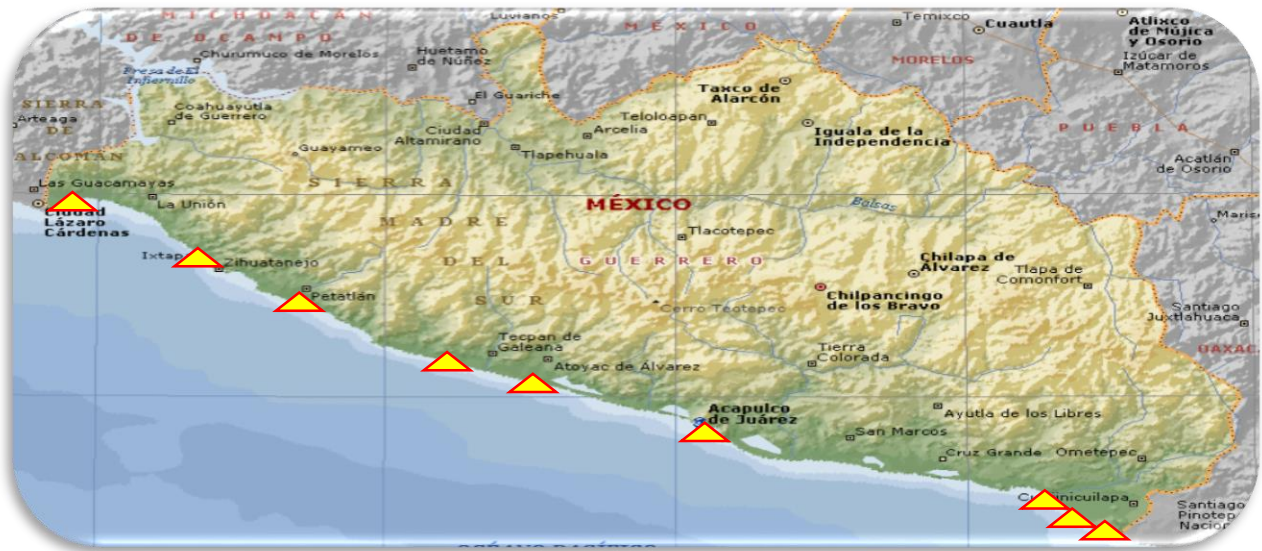 MICHOACÁN
DE OCAMPO
Luvianos
MÉXICO
Temixco
Cuautla
Atlixco
de Mújica
y Osorio
Izúcar de
Matamoros
Churumuco de Morelos
Huetamo
de Núñez
MORELOS
Presa de El
Infiernillo
Taxco de
Alarcón
SIERRA
DE
Arteaga
El Guariche
Coahuayutla
de Guerrero
Teloloapan
PUEBLA
Ciudad
Altamirano
Arcelia
Iguala de la
Independencia
ALCOMAN
Guayameo
Tlapehuala
Acatlán
de Osorio
Las Guacamayas
SIERRA
La Unión
MÉXICO
Balsas
Ciudad
Lázaro
Cárdenas
MADRE
Tlacotepec
Zihuatanejo
DEL
GUERRERO
Chilapa de
Álvarez
Tlapa de
Comonfort
Petatlán
SUR
Cerro Teotepec
Chilpancingo
de los Bravo
Santiago
Juxtlahuaca
Tecpan de
Galeana
Tierra
Colorada
Atoyac de Álvarez
Acapulco
de Juárez
Ayutla de los Libres
San Marcos
Cruz Grande
Ometepec
Santiago